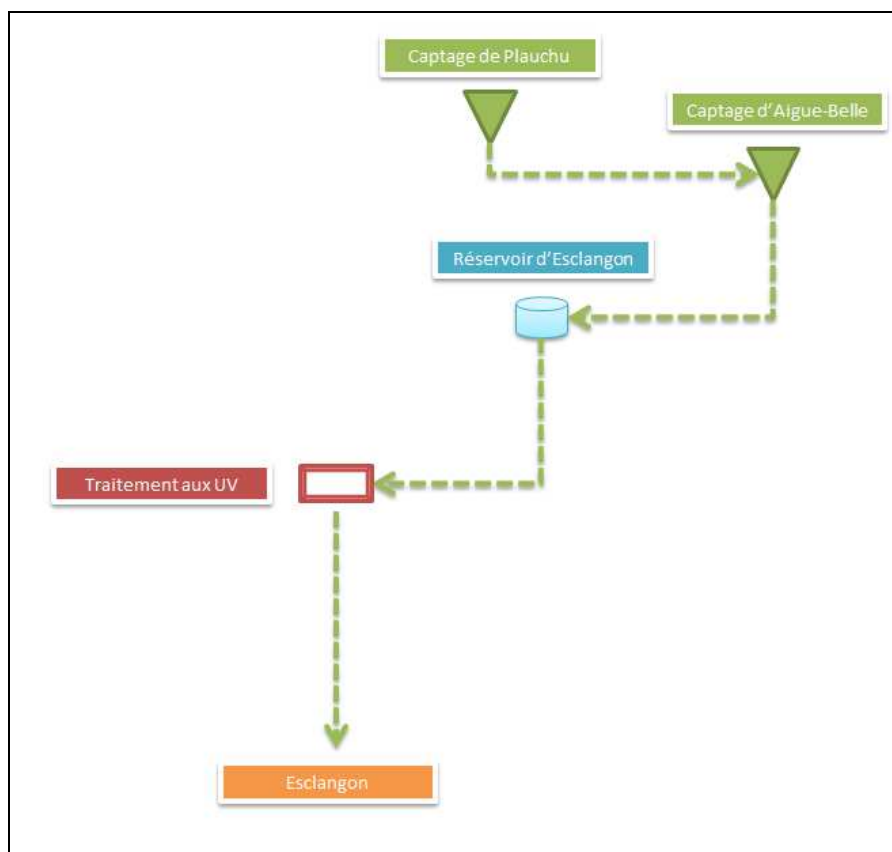 Captage de Plauchu
Captage d’Aigue-Belle
Réservoir d’Esclangon
Traitement aux UV
Esclangon